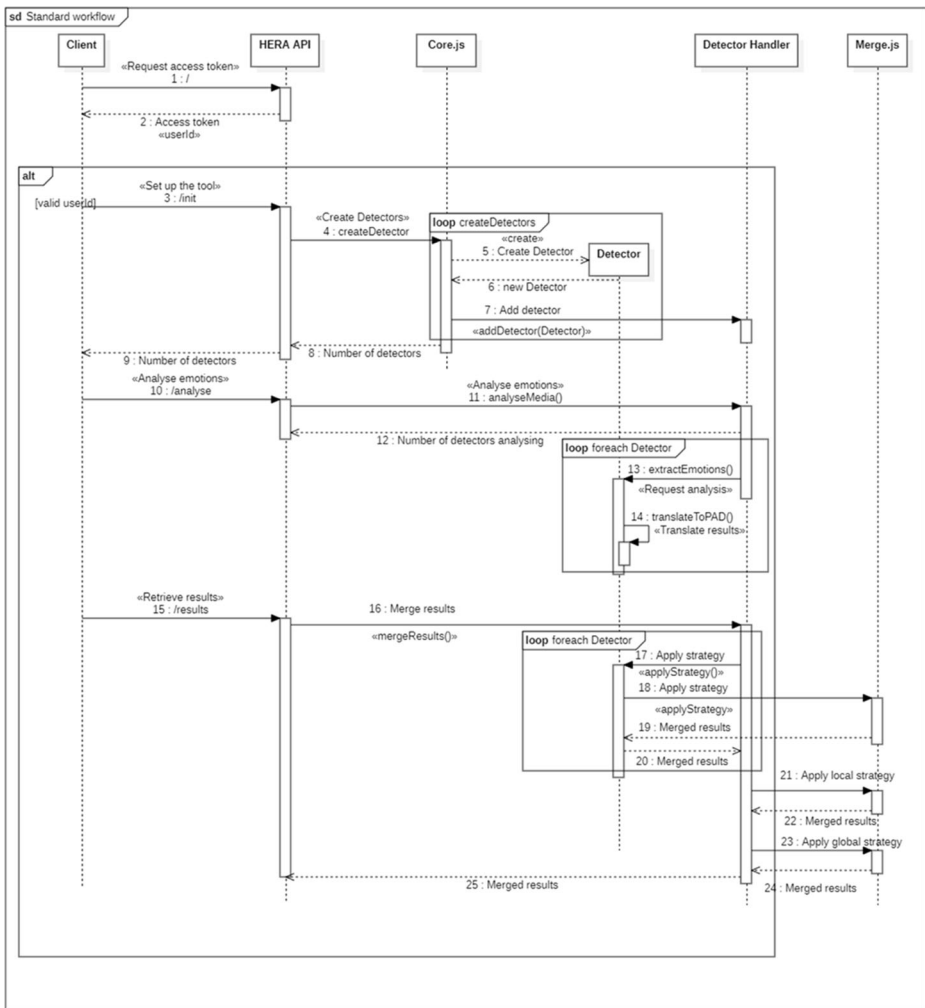 sd Standard workflow
Client
HERA API
Core.js
Detector Handler
Merge.js
«Request access token»
1 : /
2 : Access token
«userId»
alt
[valid userId]
«Set up the tool»
3 : /init
«Create Detectors»
4 : createDetector
loop createDetectors
«create»
5 : Create Detector
Detector
6 : new Detector
7 : Add detector
«addDetector(Detector)»
8 : Number of detectors
9 : Number of detectors
«Analyse emotions»
10 : /analyse
«Analyse emotions»
11 : analyseMedia()
12 : Number of detectors analysing
loop foreach Detector
13 : extractEmotions()
«Request analysis»
14 : translateToPAD()
«Translate results»
«Retrieve results»
15 : /results
16 : Merge results
«mergeResults()»
loop foreach Detector
17 : Apply strategy
«applyStrategy()»
18 : Apply strategy
«applyStrategy»
19 : Merged results
20 : Merged results
21 : Apply local strategy
22 : Merged results
23 : Apply global strategy
24 : Merged results
25 : Merged results